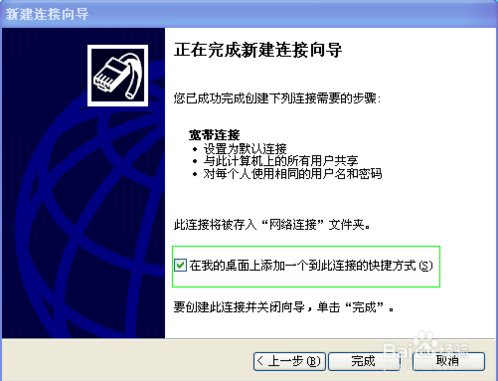 新建连接向导
正在完成新建连接向导
您已成功完成创建下列连接需要的步骤:
宽带连接
• 设置为默认连接
• 与此计算机上的所有用户共享
• 对每个人使用相同的用户名和密码
此连接将被存入“网络连接”文件夹。
在我的桌面上添加一个到此连接的快捷方式(S)
要创建此连接并关闭向导，单击“完成”。
< 上一步(B) 完成 取消
Baidu 经验